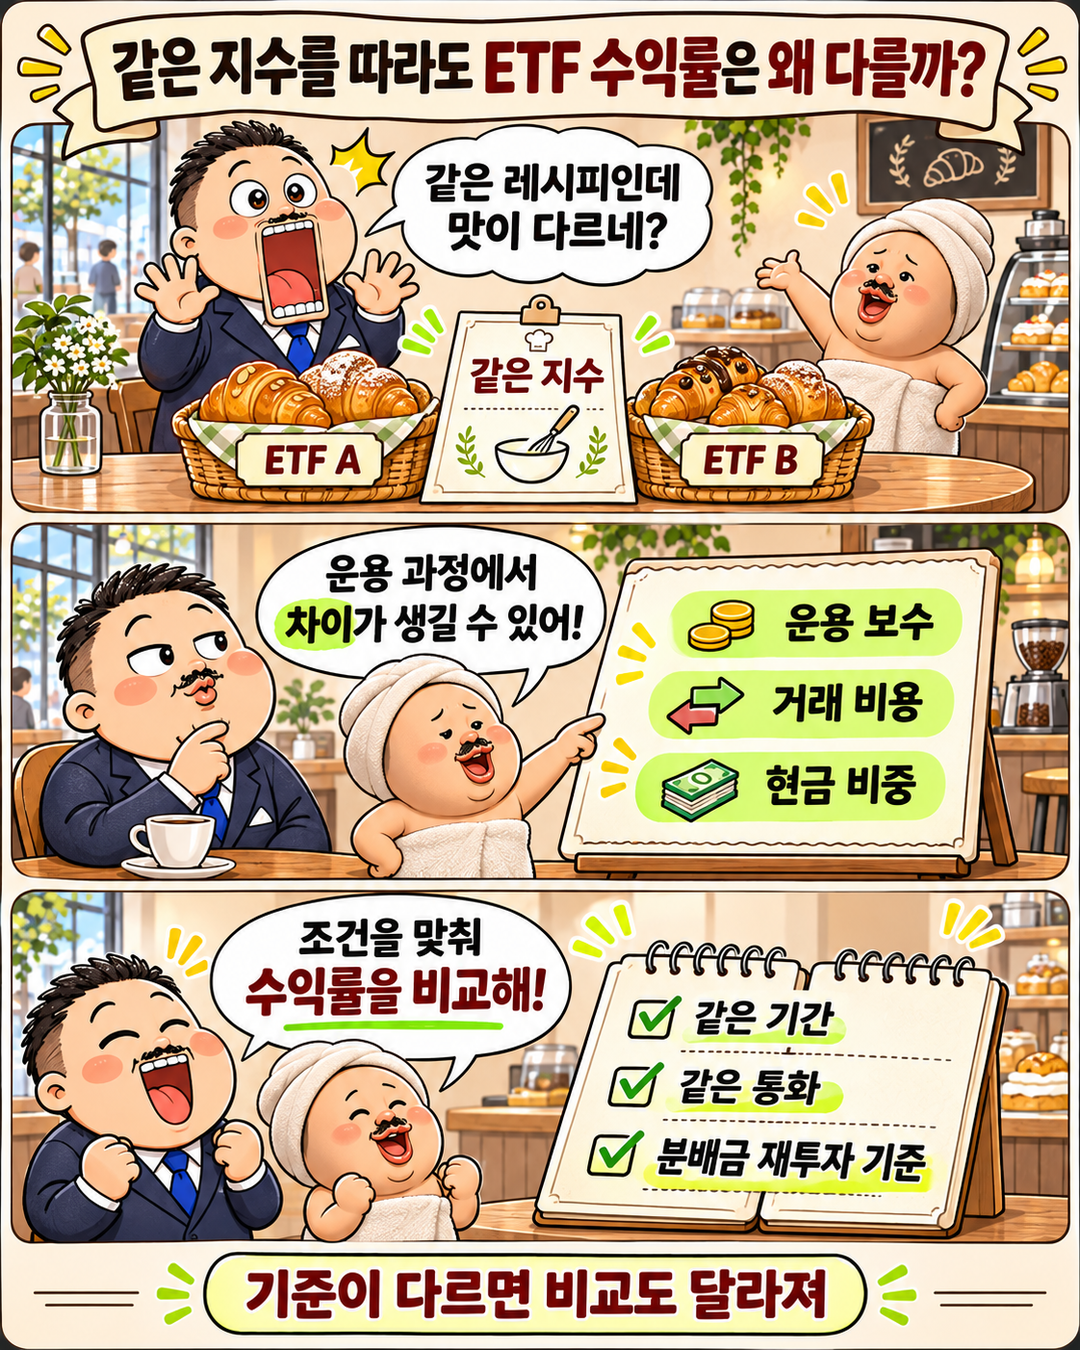 같은 지수를 따라도 ETF 수익률은 왜 다를까?
같은 레시피인데
맛이 다르네?
같은 지수
ETF A
ETF B
운용 과정에서
차이가 생길 수 있어!
운용 보수
거래 비용
현금 비중
조건을 맞춰
수익률을 비교해!
같은 기간
같은 통화
분배금 재투자 기준
기준이 다르면 비교도 달라져